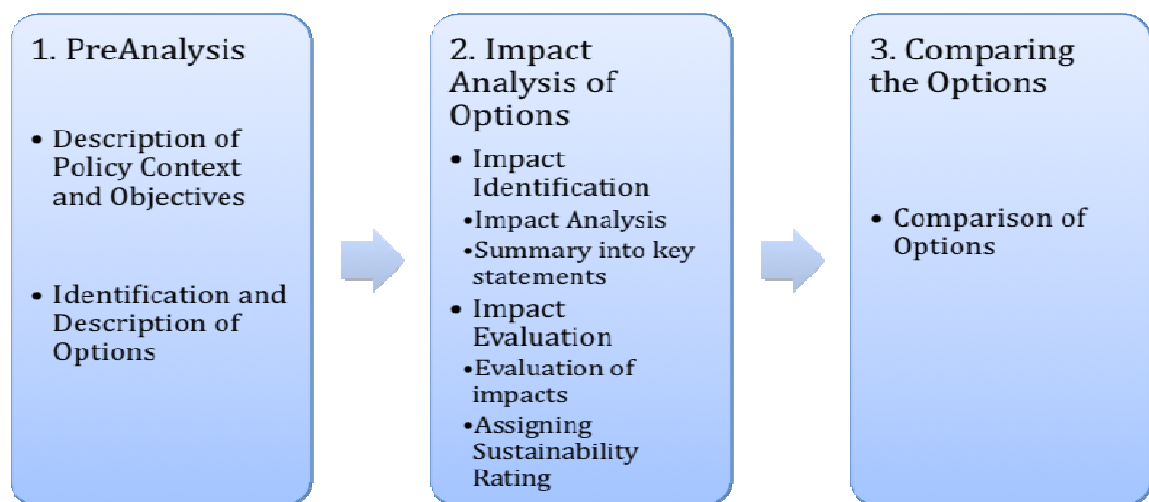 1. PreAnalysis
• Description of
Policy Context
and Objectives
• Identification and
Description of
Options
2. Impact
Analysis of
Options
• Impact
Identification
•Impact Analysis
•Summary into key
statements
• Impact
Evaluation
•Evaluation of
impacts
•Assigning
Sustainability
Rating
3. Comparing
the Options
• Comparison of
Options